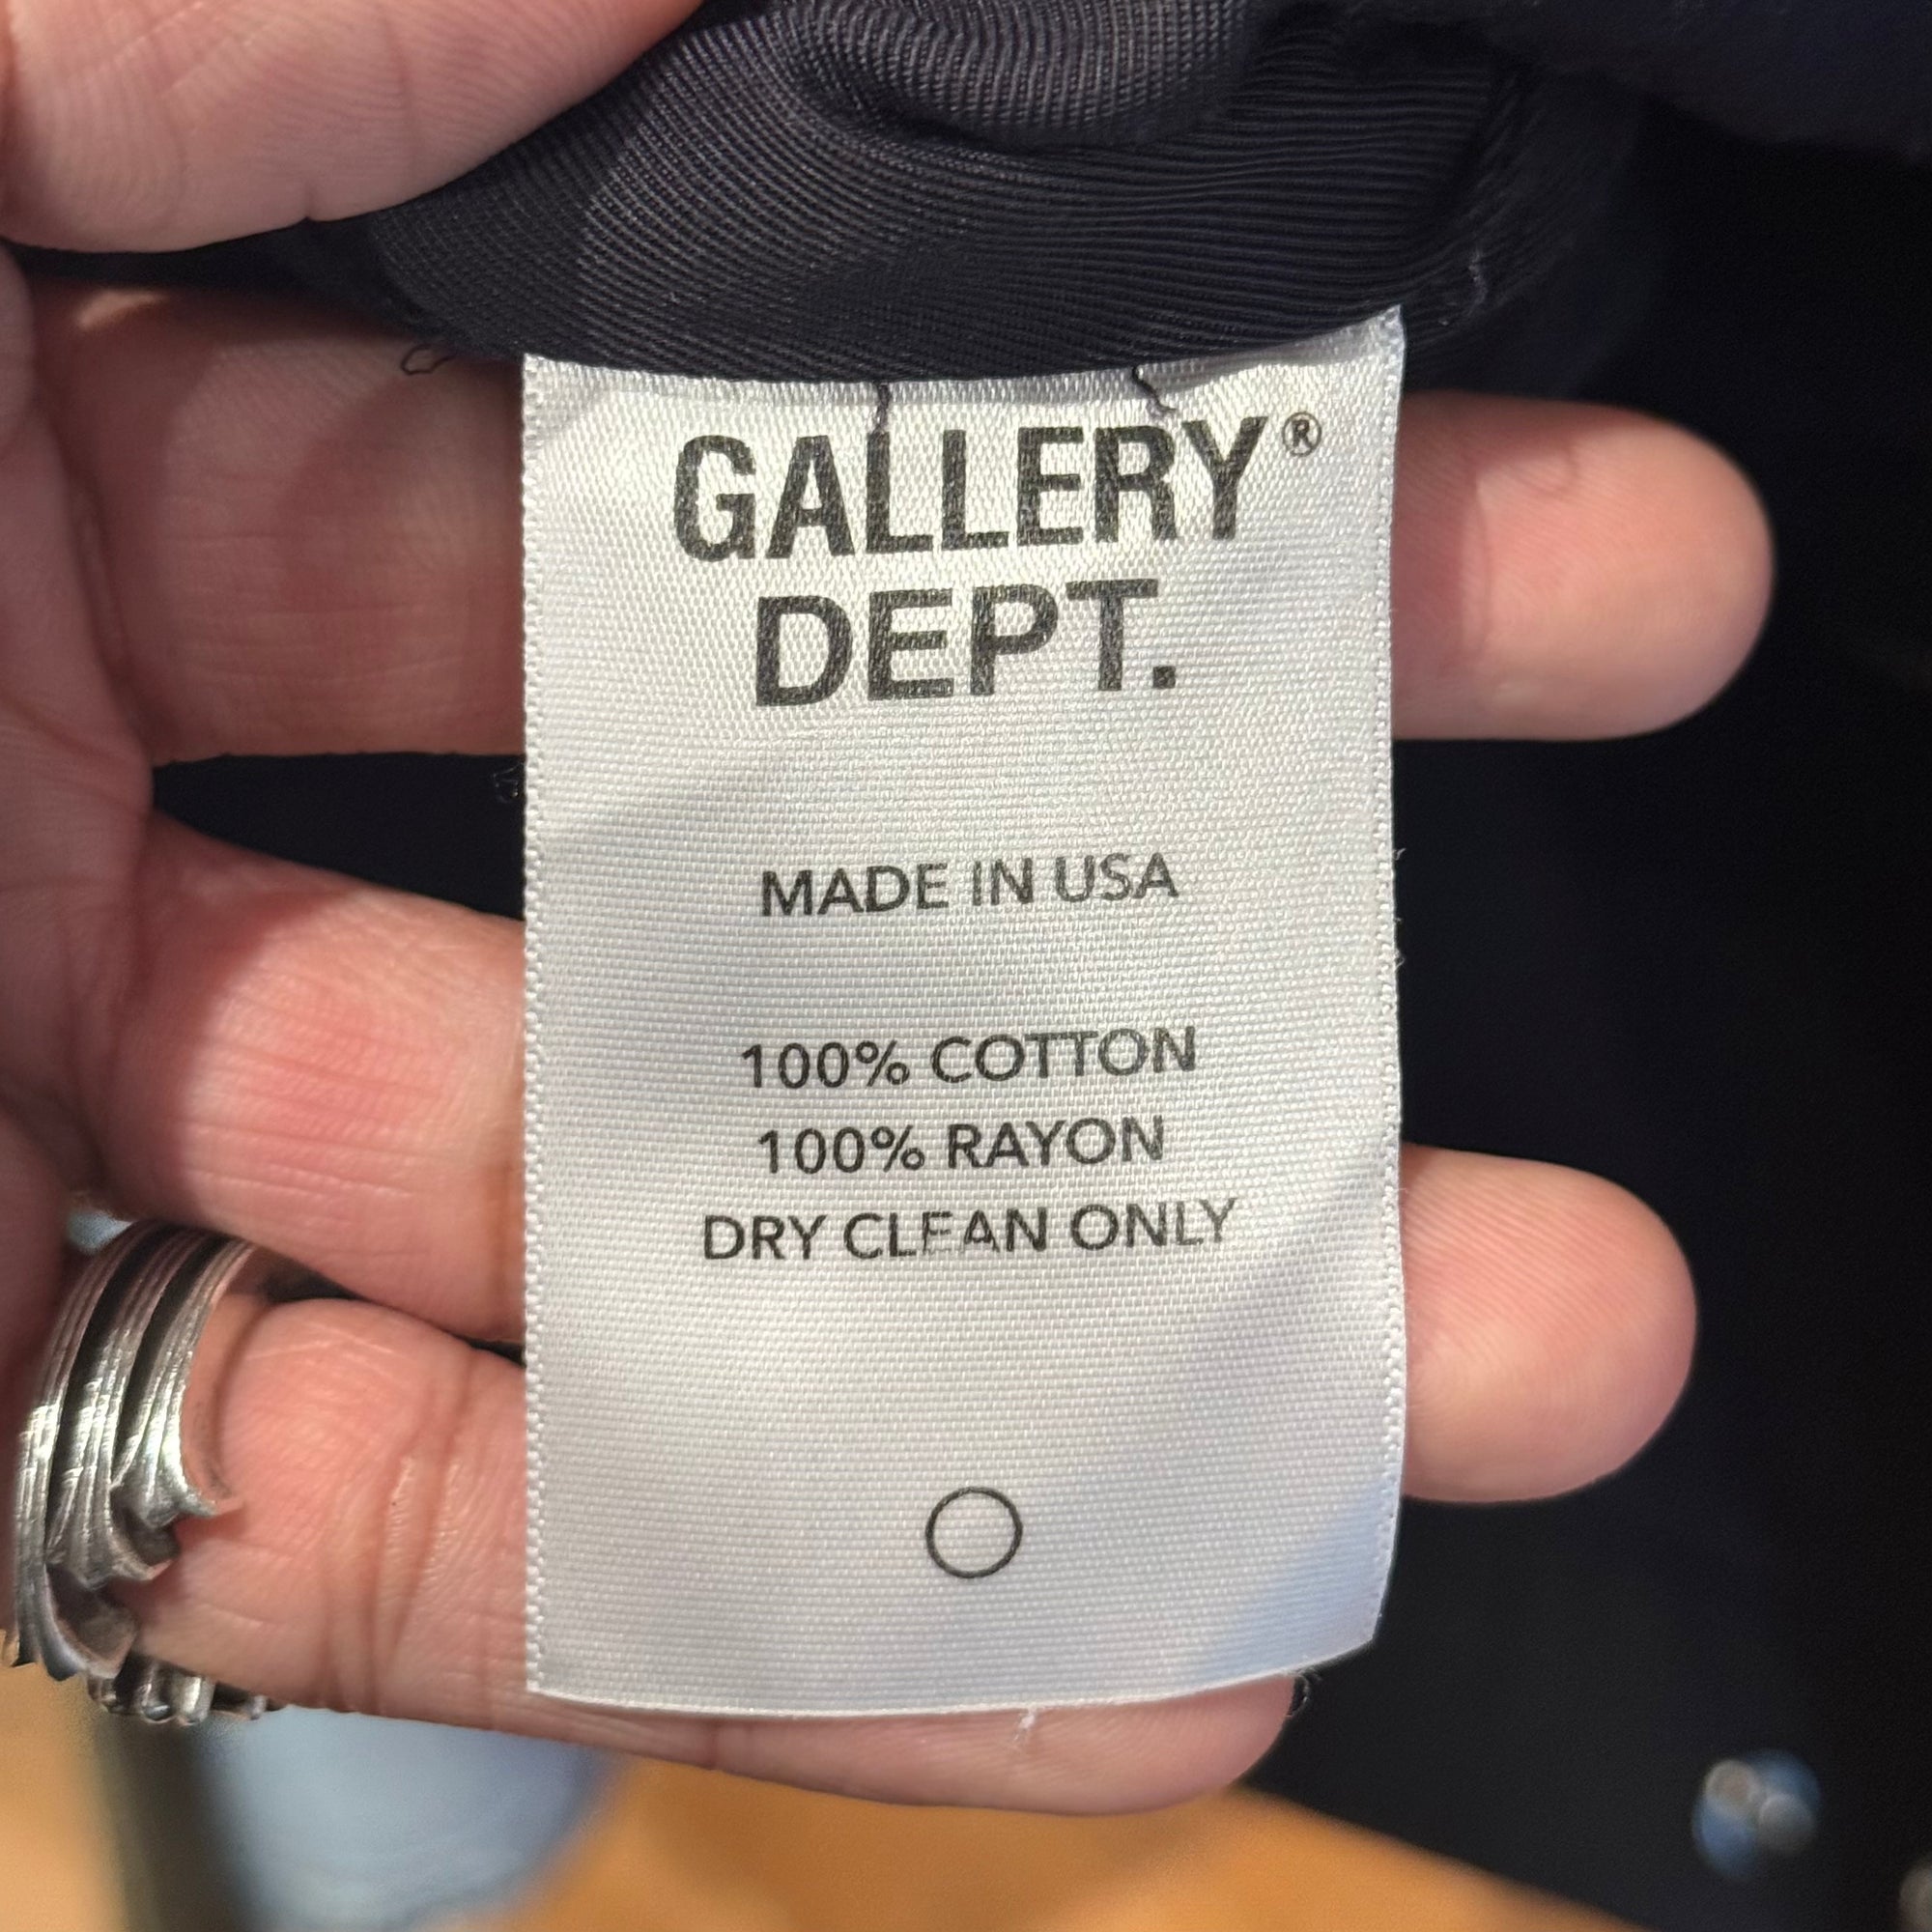 GALLERY®
DEPT.
MADE IN USA
100% COTTON
100% RAYON
DRY CLEAN ONLY